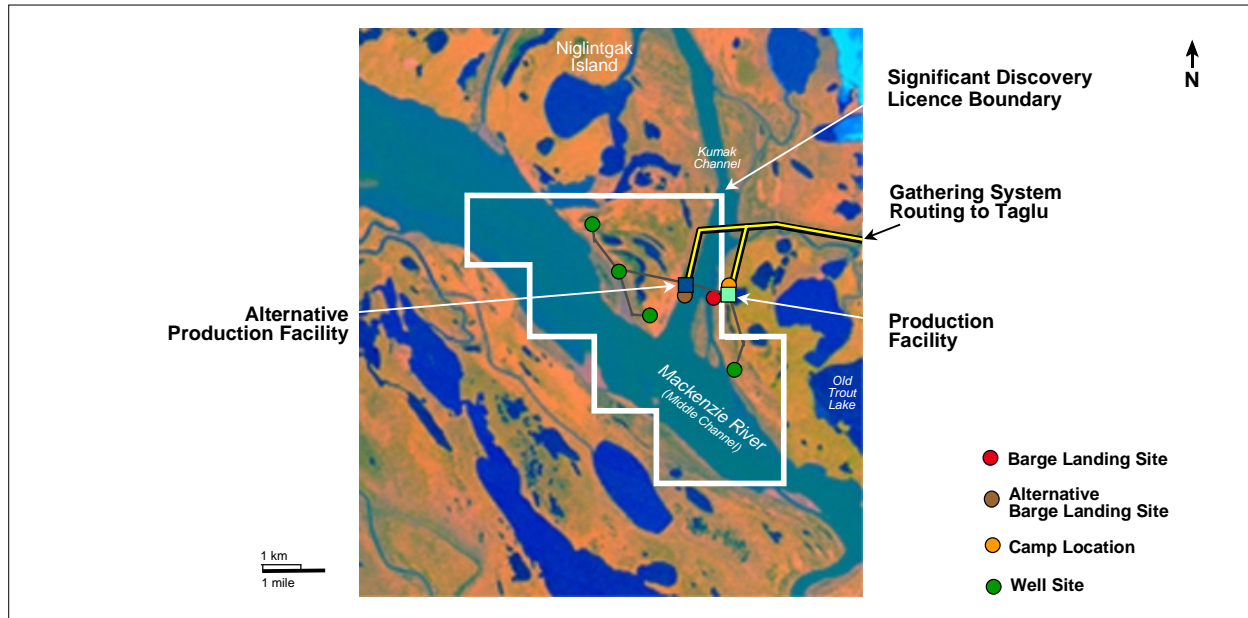 Niglintgak
Island
N
Significant Discovery
Licence Boundary
Kumak
Channel
Gathering System
Routing to Taglu
Alternative
Production Facility
Production
Facility
Mackenzie River
(Middle Channel)
Old
Trout
Lake
Barge Landing Site
Alternative
Barge Landing Site
Camp Location
Well Site
1 km
1 mile